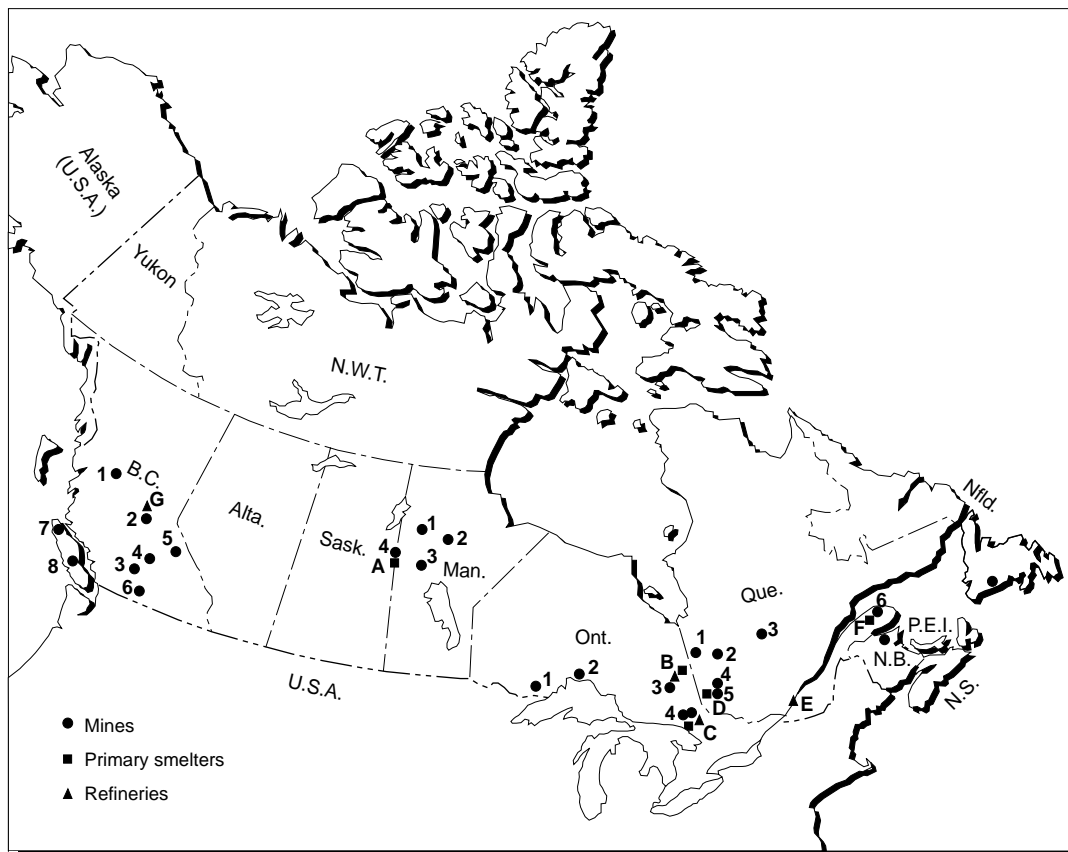 Alaska
(U.S.A.)
Yukon
N.W.T.
1
B.C.
G
2
7
5
4
8
3
6
Alta.
Sask.
1
2
4
A
3
Man.
Nfld.
Que.
6
F
P.E.I.
N.B.
N.S.
3
Ont.
1
2
B
4
3
5
D
E
2
1
4
C
U.S.A.
Mines
Primary smelters
Refineries